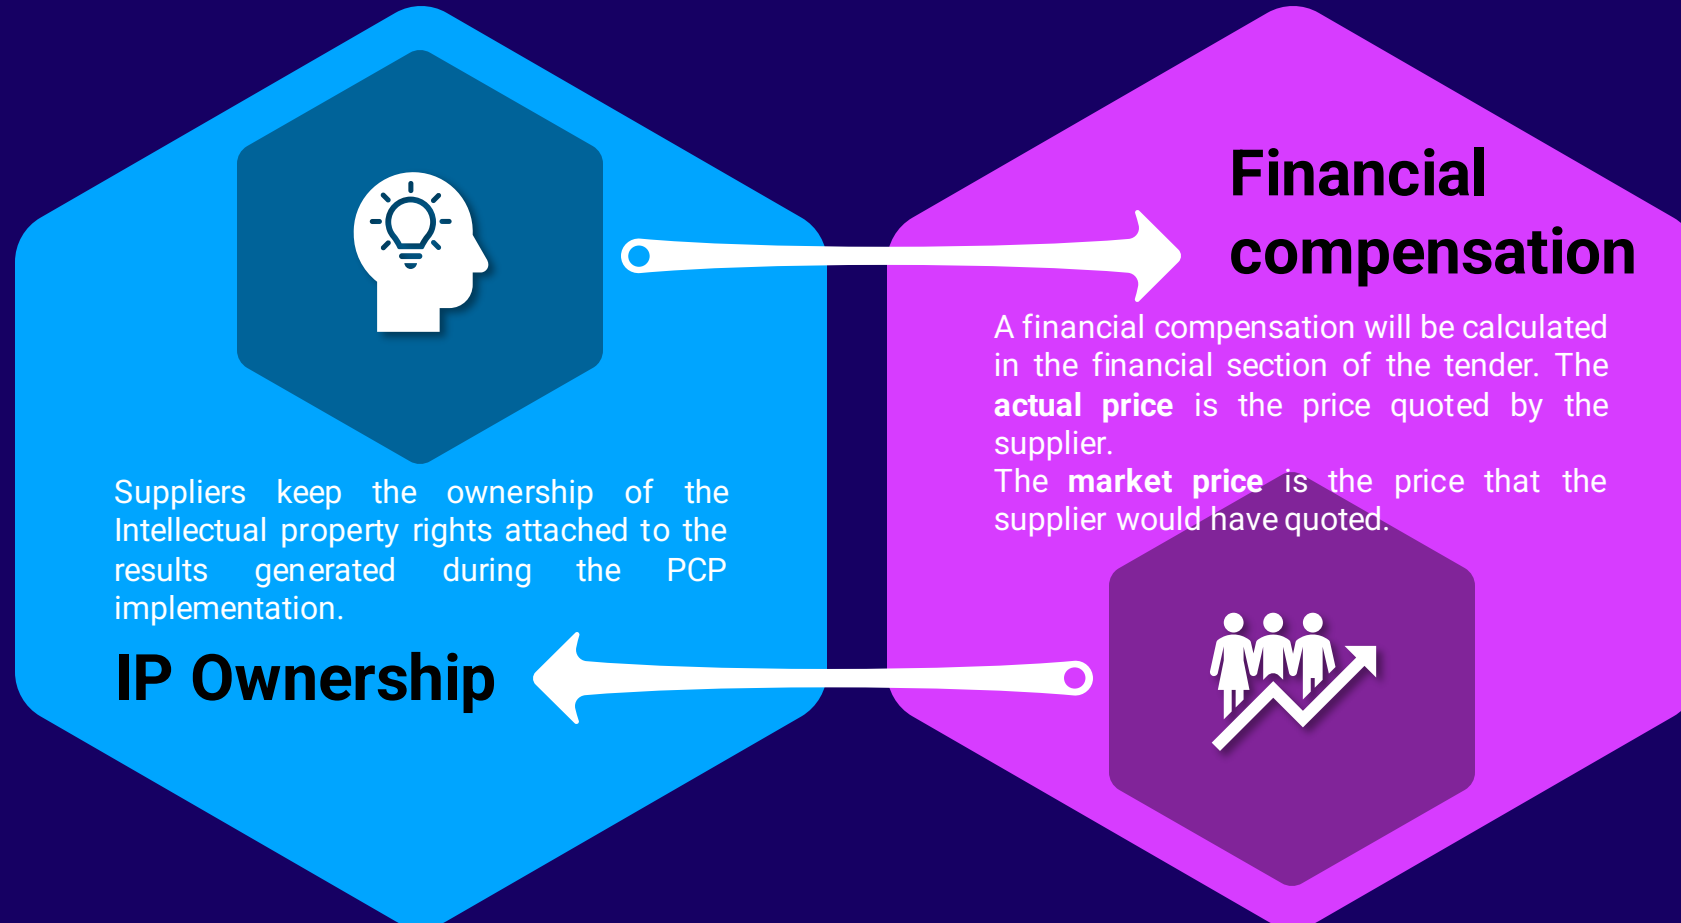 Suppliers keep the ownership of the
Intellectual property rights attached to the
results generated during the PCP
implementation.
IP Ownership
Financial
compensation
A financial compensation will be calculated
in the financial section of the tender. The
actual price is the price quoted by the
supplier.
The market price is the price that the
supplier would have quoted.